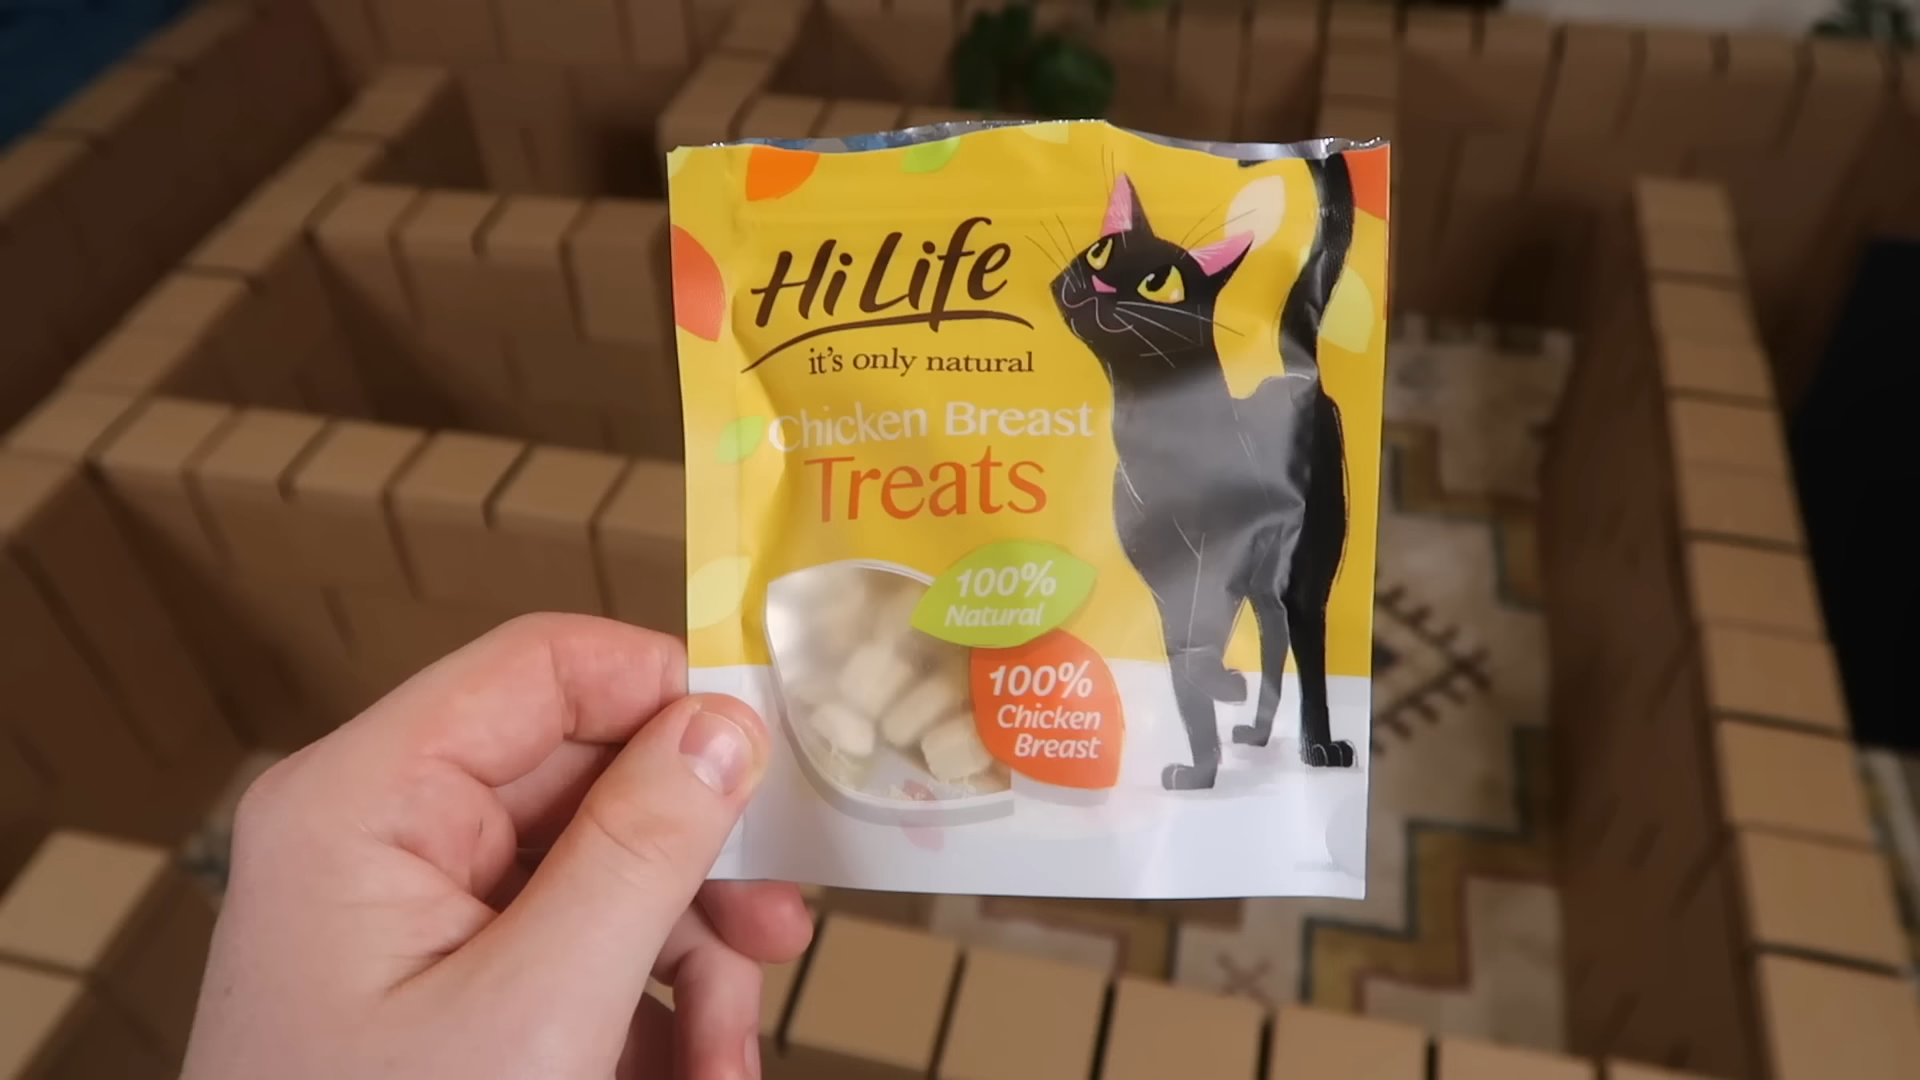 HiLife
it's only natural
Chicken Breast
Treats
100%
Natural
100%
Chicken
Breast